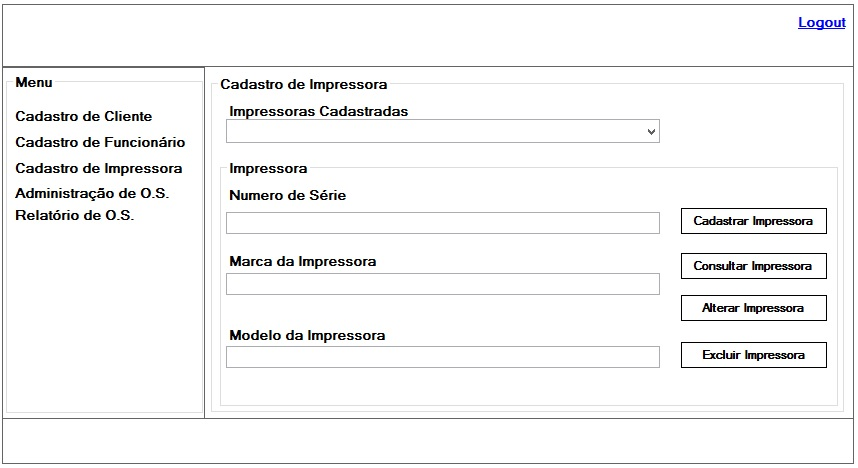 Logout
Menu
Cadastro de Cliente
Cadastro de Funcionário
Cadastro de Impressora
Administração de O.S.
Relatório de O.S.
Cadastro de Impressora
Impressoras Cadastradas
Impressora
Numero de Série
Cadastrar Impressora
Marca da Impressora
Consultar Impressora
Alterar Impressora
Modelo da Impressora
Excluir Impressora